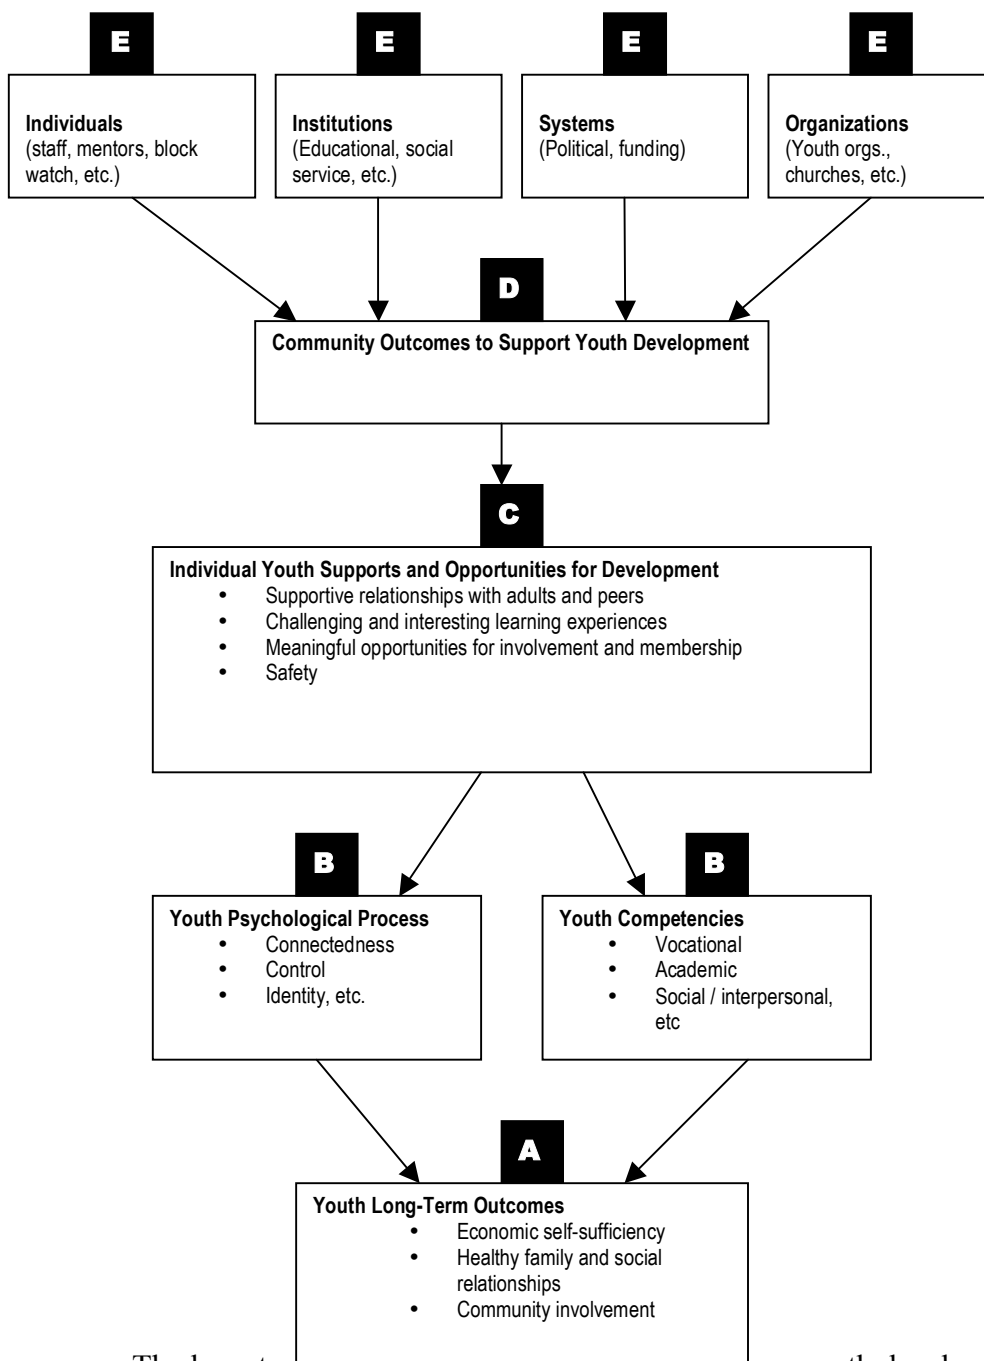 E E E E
Individuals
(staff, mentors, block
watch, etc.)
Institutions
(Educational, social
service, etc.)
Systems
(Political, funding)
Organizations
(Youth orgs.,
churches, etc.)
D
Community Outcomes to Support Youth Development
C
Individual Youth Supports and Opportunities for Development
• Supportive relationships with adults and peers
• Challenging and interesting learning experiences
• Meaningful opportunities for involvement and membership
• Safety
B
Youth Psychological Process
• Connectedness
• Control
• Identity, etc.
B
Youth Competencies
• Vocational
• Academic
• Social / interpersonal,
etc
A
Youth Long-Term Outcomes
• Economic self-sufficiency
• Healthy family and social
relationships
• Community involvement